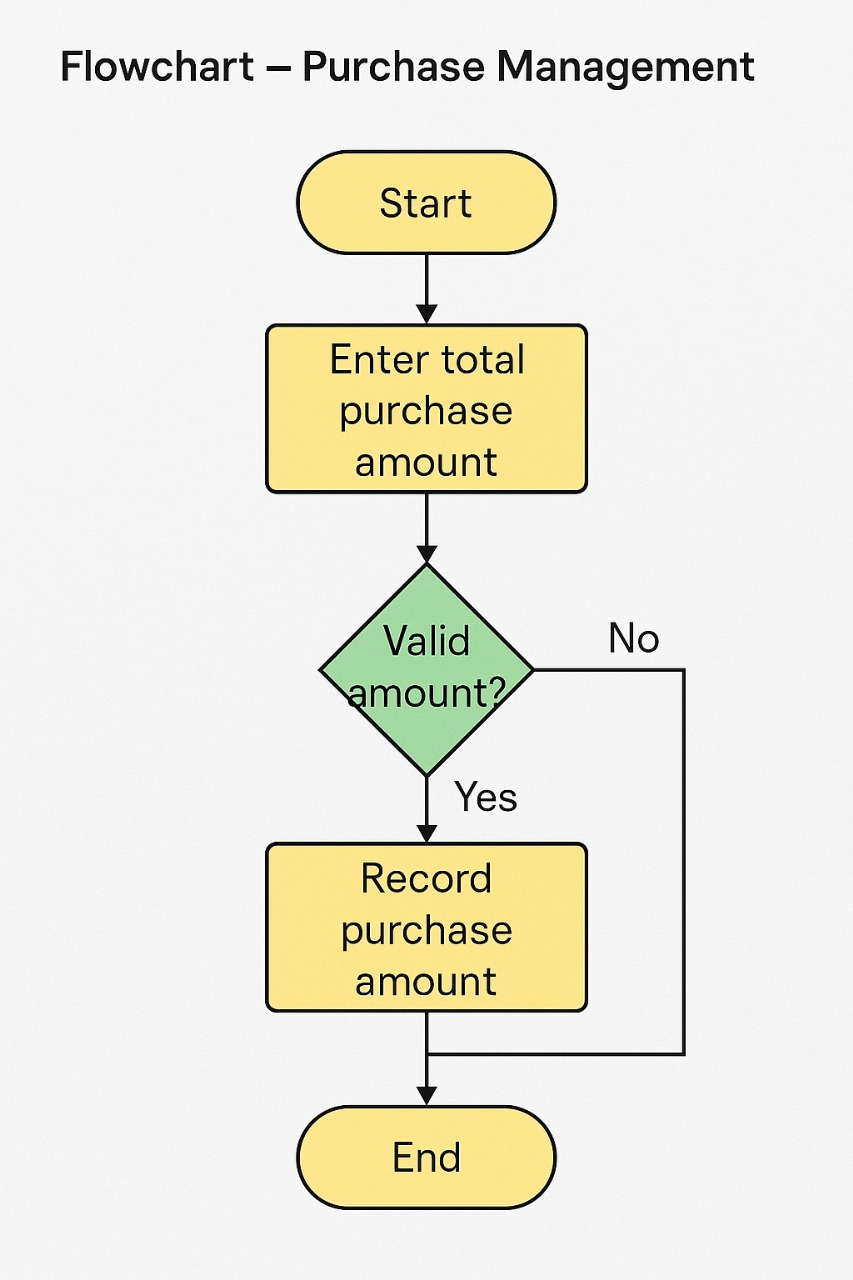 Flowchart – Purchase Management
Start
Enter total
purchase
amount
Valid
amount?
No
Yes
Record
purchase
amount
End